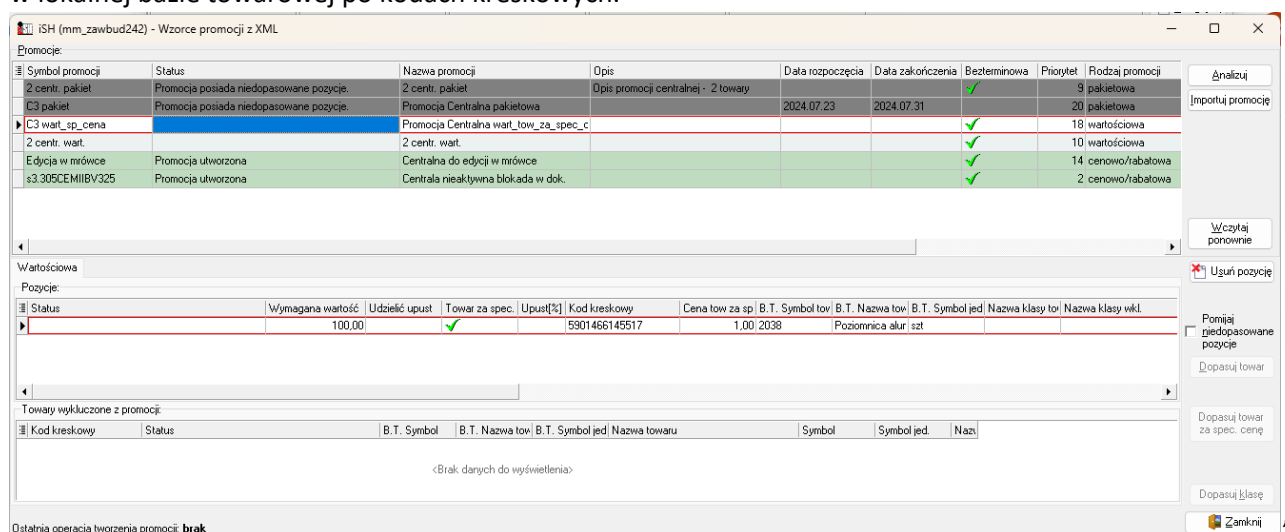 w lokalnej bazie towarowej po kodach kreskowych.
iSH (mm_zawbud242) - Wzorce promocji z XML
Promocje:
Symbol promocji Status Nazwa promocji Opis Data rozpoczęcia Data zakończenia Bezterminowa Priorytet Rodzaj promocji
2 centr. pakiet Promocja posiada niedopasowane pozycje. 2 centr. pakiet Opis promocji centralnej - 2 towary 9 pakietowa
C3 pakiet Promocja posiada niedopasowane pozycje. Promocja Centralna pakietowa 2024.07.23 2024.07.31 20 pakietowa
C3 wart_sp_cena Promocja Centralna wart_tow_za_spec_c 18 wartościowa
2 centr. wart. 2 centr. wart. 10 wartościowa
Edycja w mrówce Promocja utworzona Centralna do edycji w mrówce 14 cenowo/rabatowa
s3.305CEMIIBV325 Promocja utworzona Centrala nieaktywna blokada w dok. 2 cenowo/rabatowa
Analizuj
Importuj promocję
Wczytaj
ponownie
Wartościowa
Usuń pozycję
Pozycje:
Status Wymagana wartość Udzielić upust Towar za spec. Upust[%] Kod kreskowy Cena tow za sp B.T. Symbol tov B.T. Nazwa tow B.T. Symbol jed Nazwa klasy to Nazwa klasy wkl.
100,00 5901466145517 1,00 2038 Poziomnica alur szt
Pomijaj
niedopasowane
pozycje
Dopasuj towar
Towary wykluczone z promocji:
Kod kreskowy Status B.T. Symbol B.T. Nazwa tow B.T. Symbol jed Nazwa towaru Symbol Symbol jed. Nazw
<Brak danych do wyświetlenia>
Dopasuj towar
za spec. cenę
Dopasuj klasę
Zamknij
Ostatnia operacja tworzenia promocji: brak